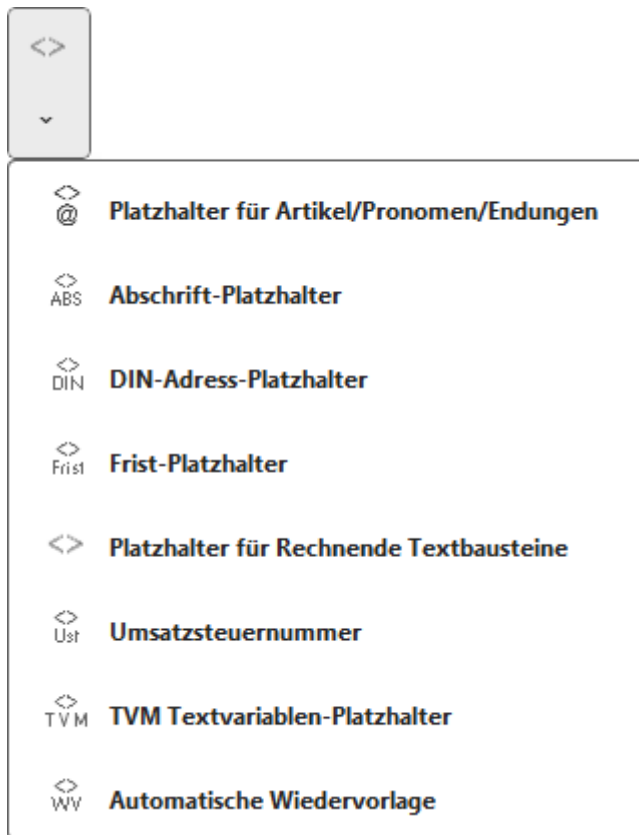 <>
<>
@ Platzhalter für Artikel/Pronomen/Endungen
<>
ABS Abschrift-Platzhalter
<>
DIN DIN-Adress-Platzhalter
<>
Frist Frist-Platzhalter
<> Platzhalter für Rechnende Textbausteine
<>
Ust Umsatzsteuernummer
<>
TVM TVM Textvariablen-Platzhalter
<>
WV Automatische Wiedervorlage